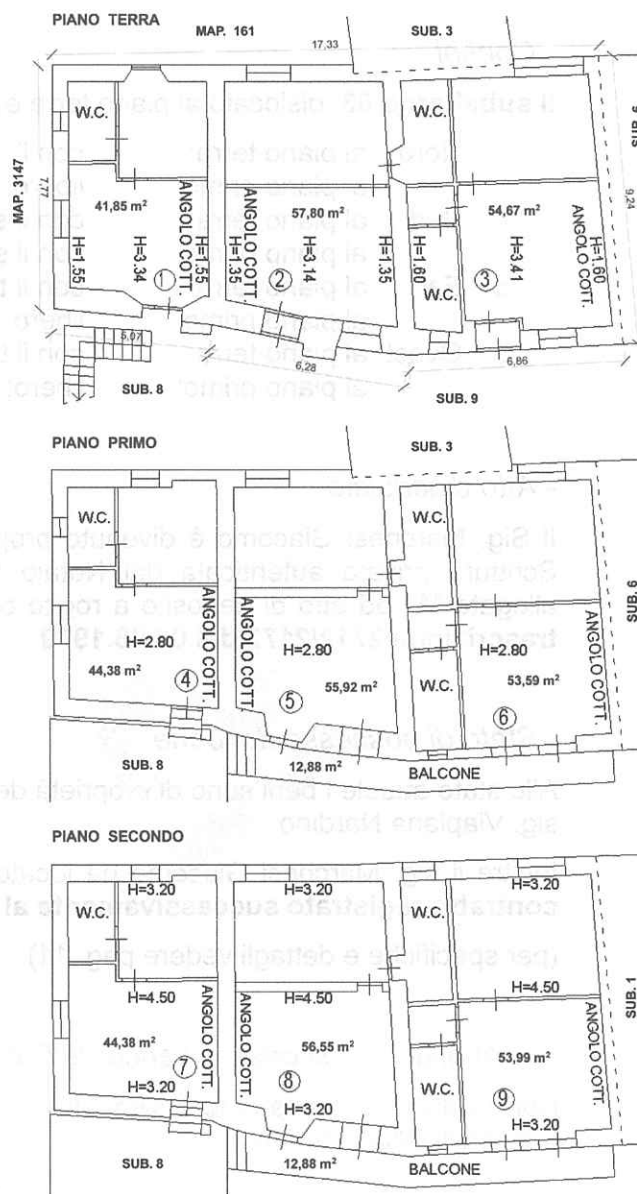 PIANO TERRA
MAP. 161
SUB. 3
17,33
W.C.
W.C.
SUB. 6
MAP. 3147
7,77
9,24
41,85 m²
57,80 m²
54,67 m²
ANGOLO COTT.
ANGOLO COTT.
ANGOLO COTT.
H=1.55
H=3.34
H=1.55
H=1.35
H=3.14
H=1.35
H=1.60
H=3.41
H=1.60
1
2
3
W.C.
5,07
6,28
6,86
SUB. 8
SUB. 9
PIANO PRIMO
SUB. 3
W.C.
W.C.
SUB. 6
H=2.80
H=2.80
H=2.80
ANGOLO COTT.
ANGOLO COTT.
ANGOLO COTT.
44,38 m²
4
5
55,92 m²
W.C.
6
53,59 m²
SUB. 8
12,88 m²
BALCONE
PIANO SECONDO
H=3.20
H=3.20
H=3.20
W.C.
W.C.
H=4.50
H=4.50
H=4.50
SUB. 1
ANGOLO COTT.
ANGOLO COTT.
ANGOLO COTT.
44,38 m²
56,55 m²
53,99 m²
7
8
9
W.C.
H=3.20
H=3.20
H=3.20
SUB. 8
12,88 m²
BALCONE